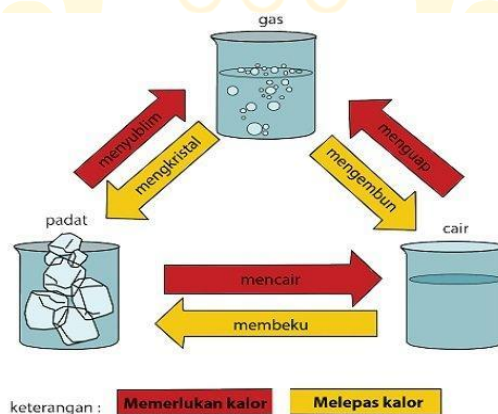 gas
menyublim
mengkristal
menguap
mengembun
padat
cair
mencair
membeku
keterangan :
Memerlukan kalor
Melepas kalor